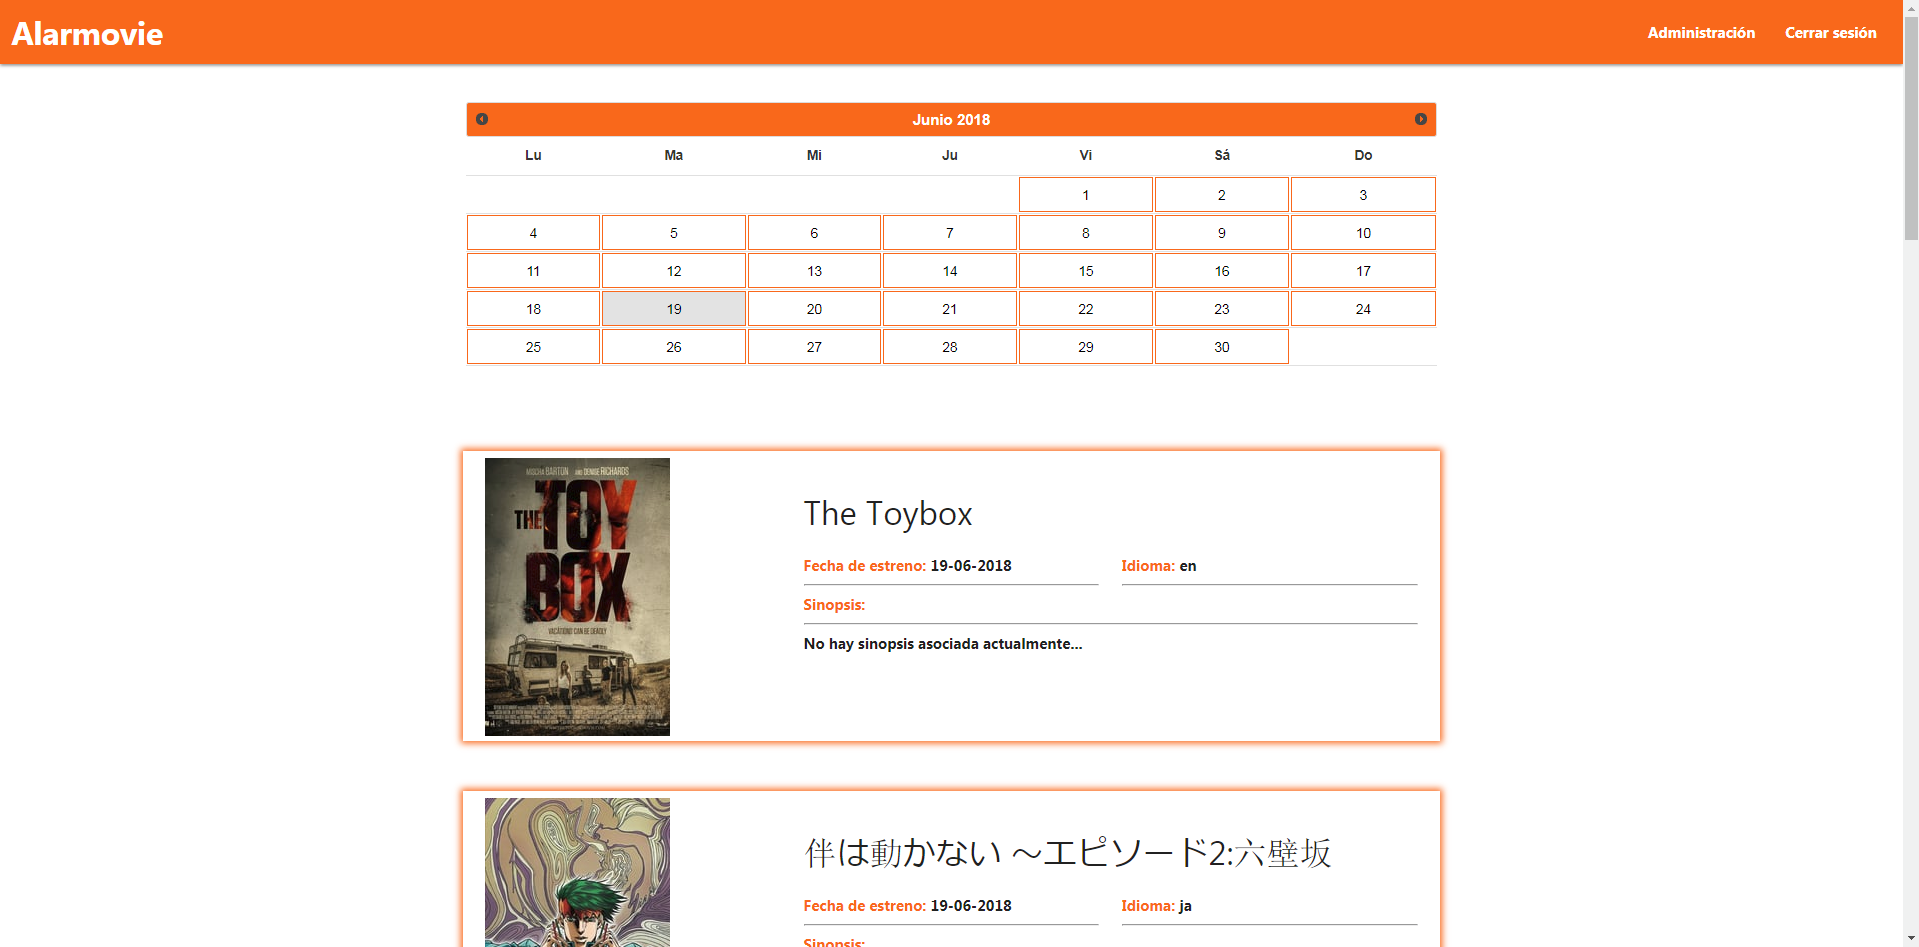 Alarmovie
Administración Cerrar sesión
Junio 2018
Lu Ma Mi Ju Vi Sá Do
1 2 3
4 5 6 7 8 9 10
11 12 13 14 15 16 17
18 19 20 21 22 23 24
25 26 27 28 29 30
MISCHA BARTON AND DENISE RICHARDS
THE TOY
BOX
VACATIONS CAN BE DEADLY
The Toybox
Fecha de estreno: 19-06-2018 Idioma: en
Sinopsis:
No hay sinopsis asociada actualmente...
伴は動かない ～エピソード2:六壁坂
Fecha de estreno: 19-06-2018 Idioma: ja
Sinopsis: